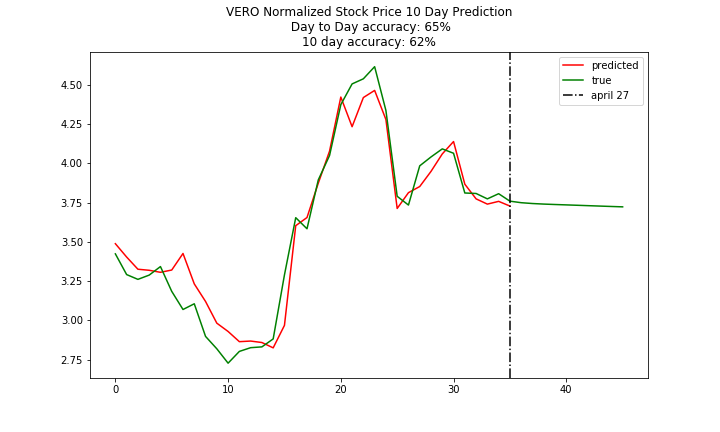 VERO Normalized Stock Price 10 Day Prediction
Day to Day accuracy: 65%
10 day accuracy: 62%
predicted
true
april 27
4.50
4.25
4.00
3.75
3.50
3.25
3.00
2.75
0 10 20 30 40